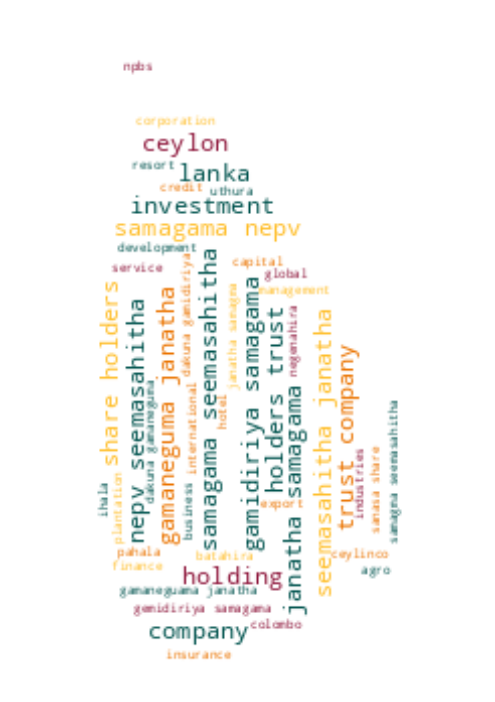 npbs
corporation
ceylon
resort
lanka
credit
uthura
investment
samagama nepv
development
service
capital
global
management
share holders
nepv seemasahitha
dakuna gamaneguma
gamaneguma janatha
dakuna gamidiriya
international
business
samagama seemasahitha
hotel
janatha samagma
gamidiriya samagama
holders trust
negenahira
janatha samagama
seemasahitha janatha
trust company
industries
sanasa share
samagma seemasahitha
ihala
plantation
export
pahala
finance
batahira
ceylinco
agro
holding
gamaneguama janatha
gemidiriya samagama
colombo
company
insurance